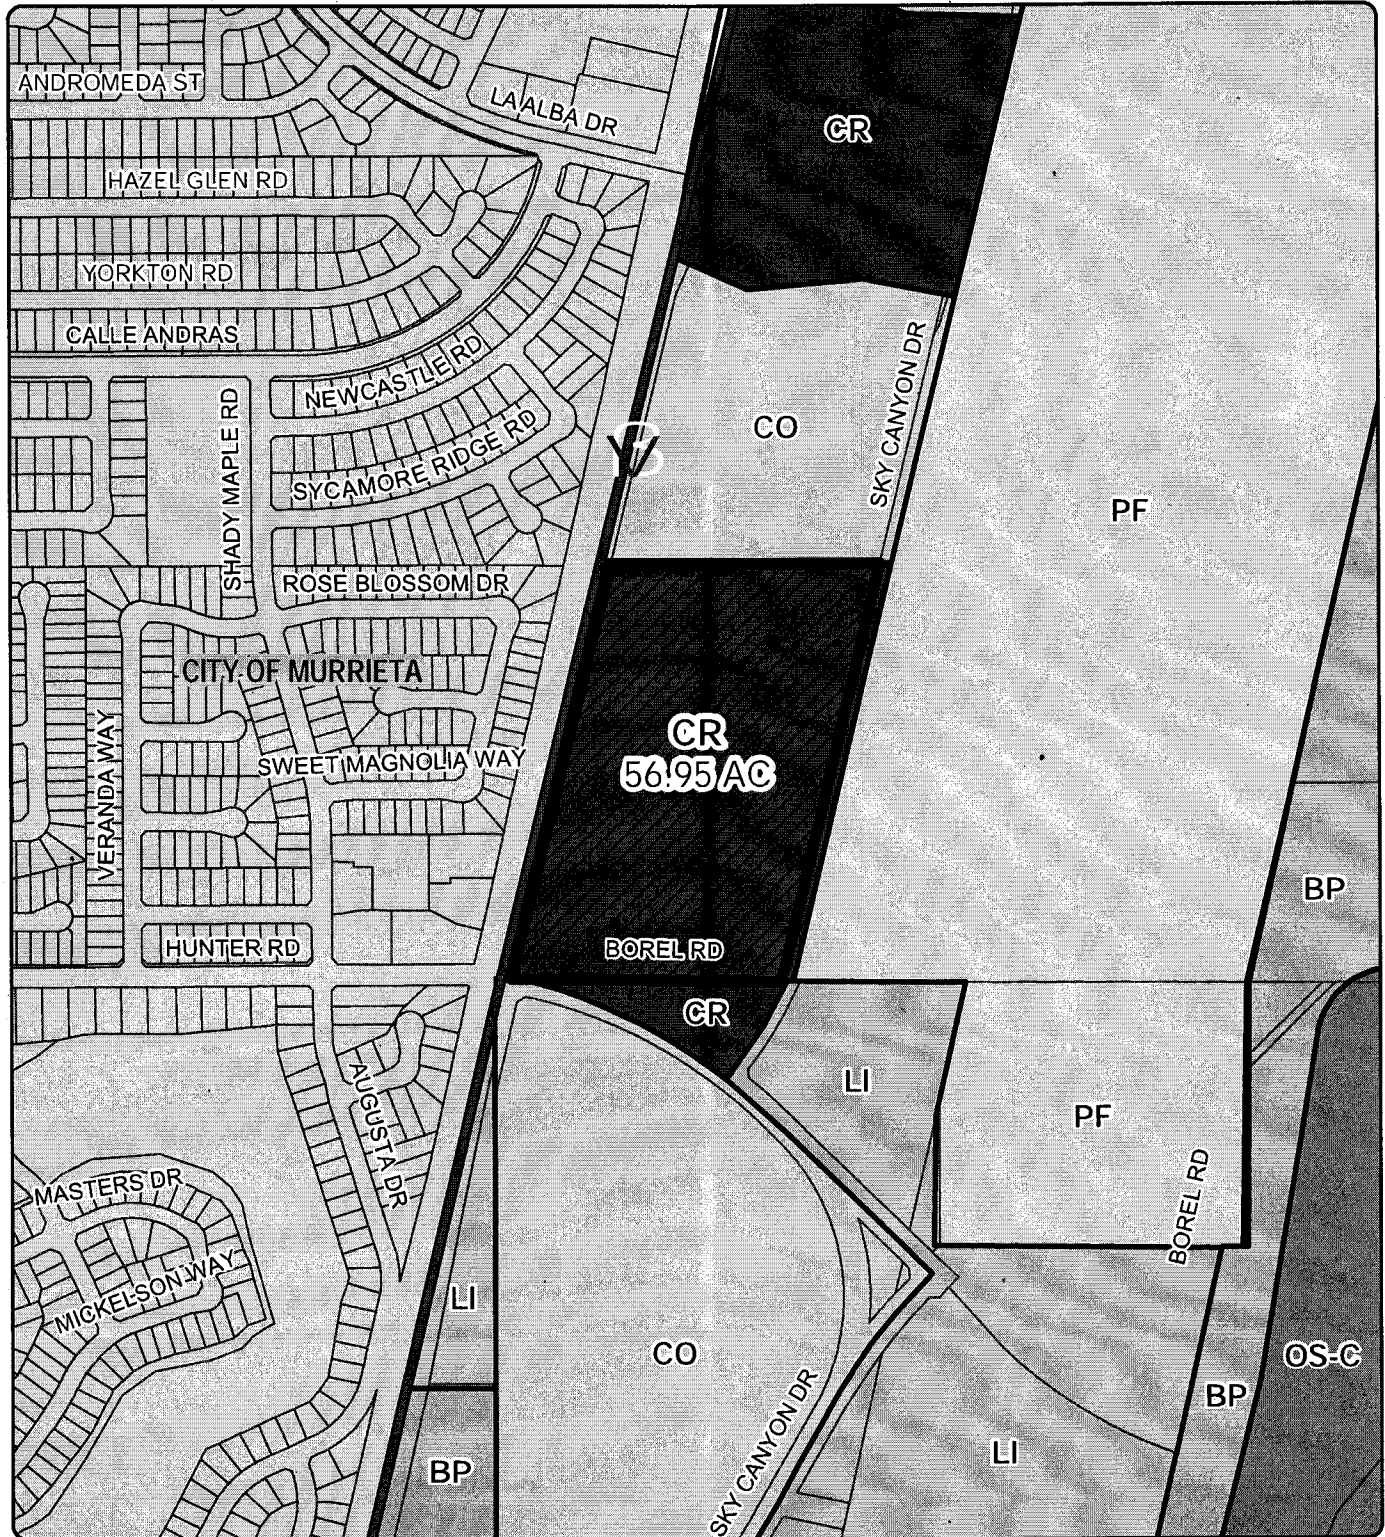 ANDROMEDA ST
LA ALBA DR
CR
HAZEL GLEN RD
YORKTON RD
CALLE ANDRAS
NEWCASTLE RD
SKY CANYON DR
CO
SHADY MAPLE RD
SYCAMORE RIDGE RD
PF
ROSE BLOSSOM DR
CITY OF MURRIETA
CR
56.95 AC
VERANDA WAY
SWEET MAGNOLIA WAY
BP
HUNTER RD
BOREL RD
CR
LI
AUGUSTA DR
PF
MASTERS DR
BOREL RD
MICKELSON WAY
LI
CO
OS-C
BP
SKY CANYON DR
LI
BP